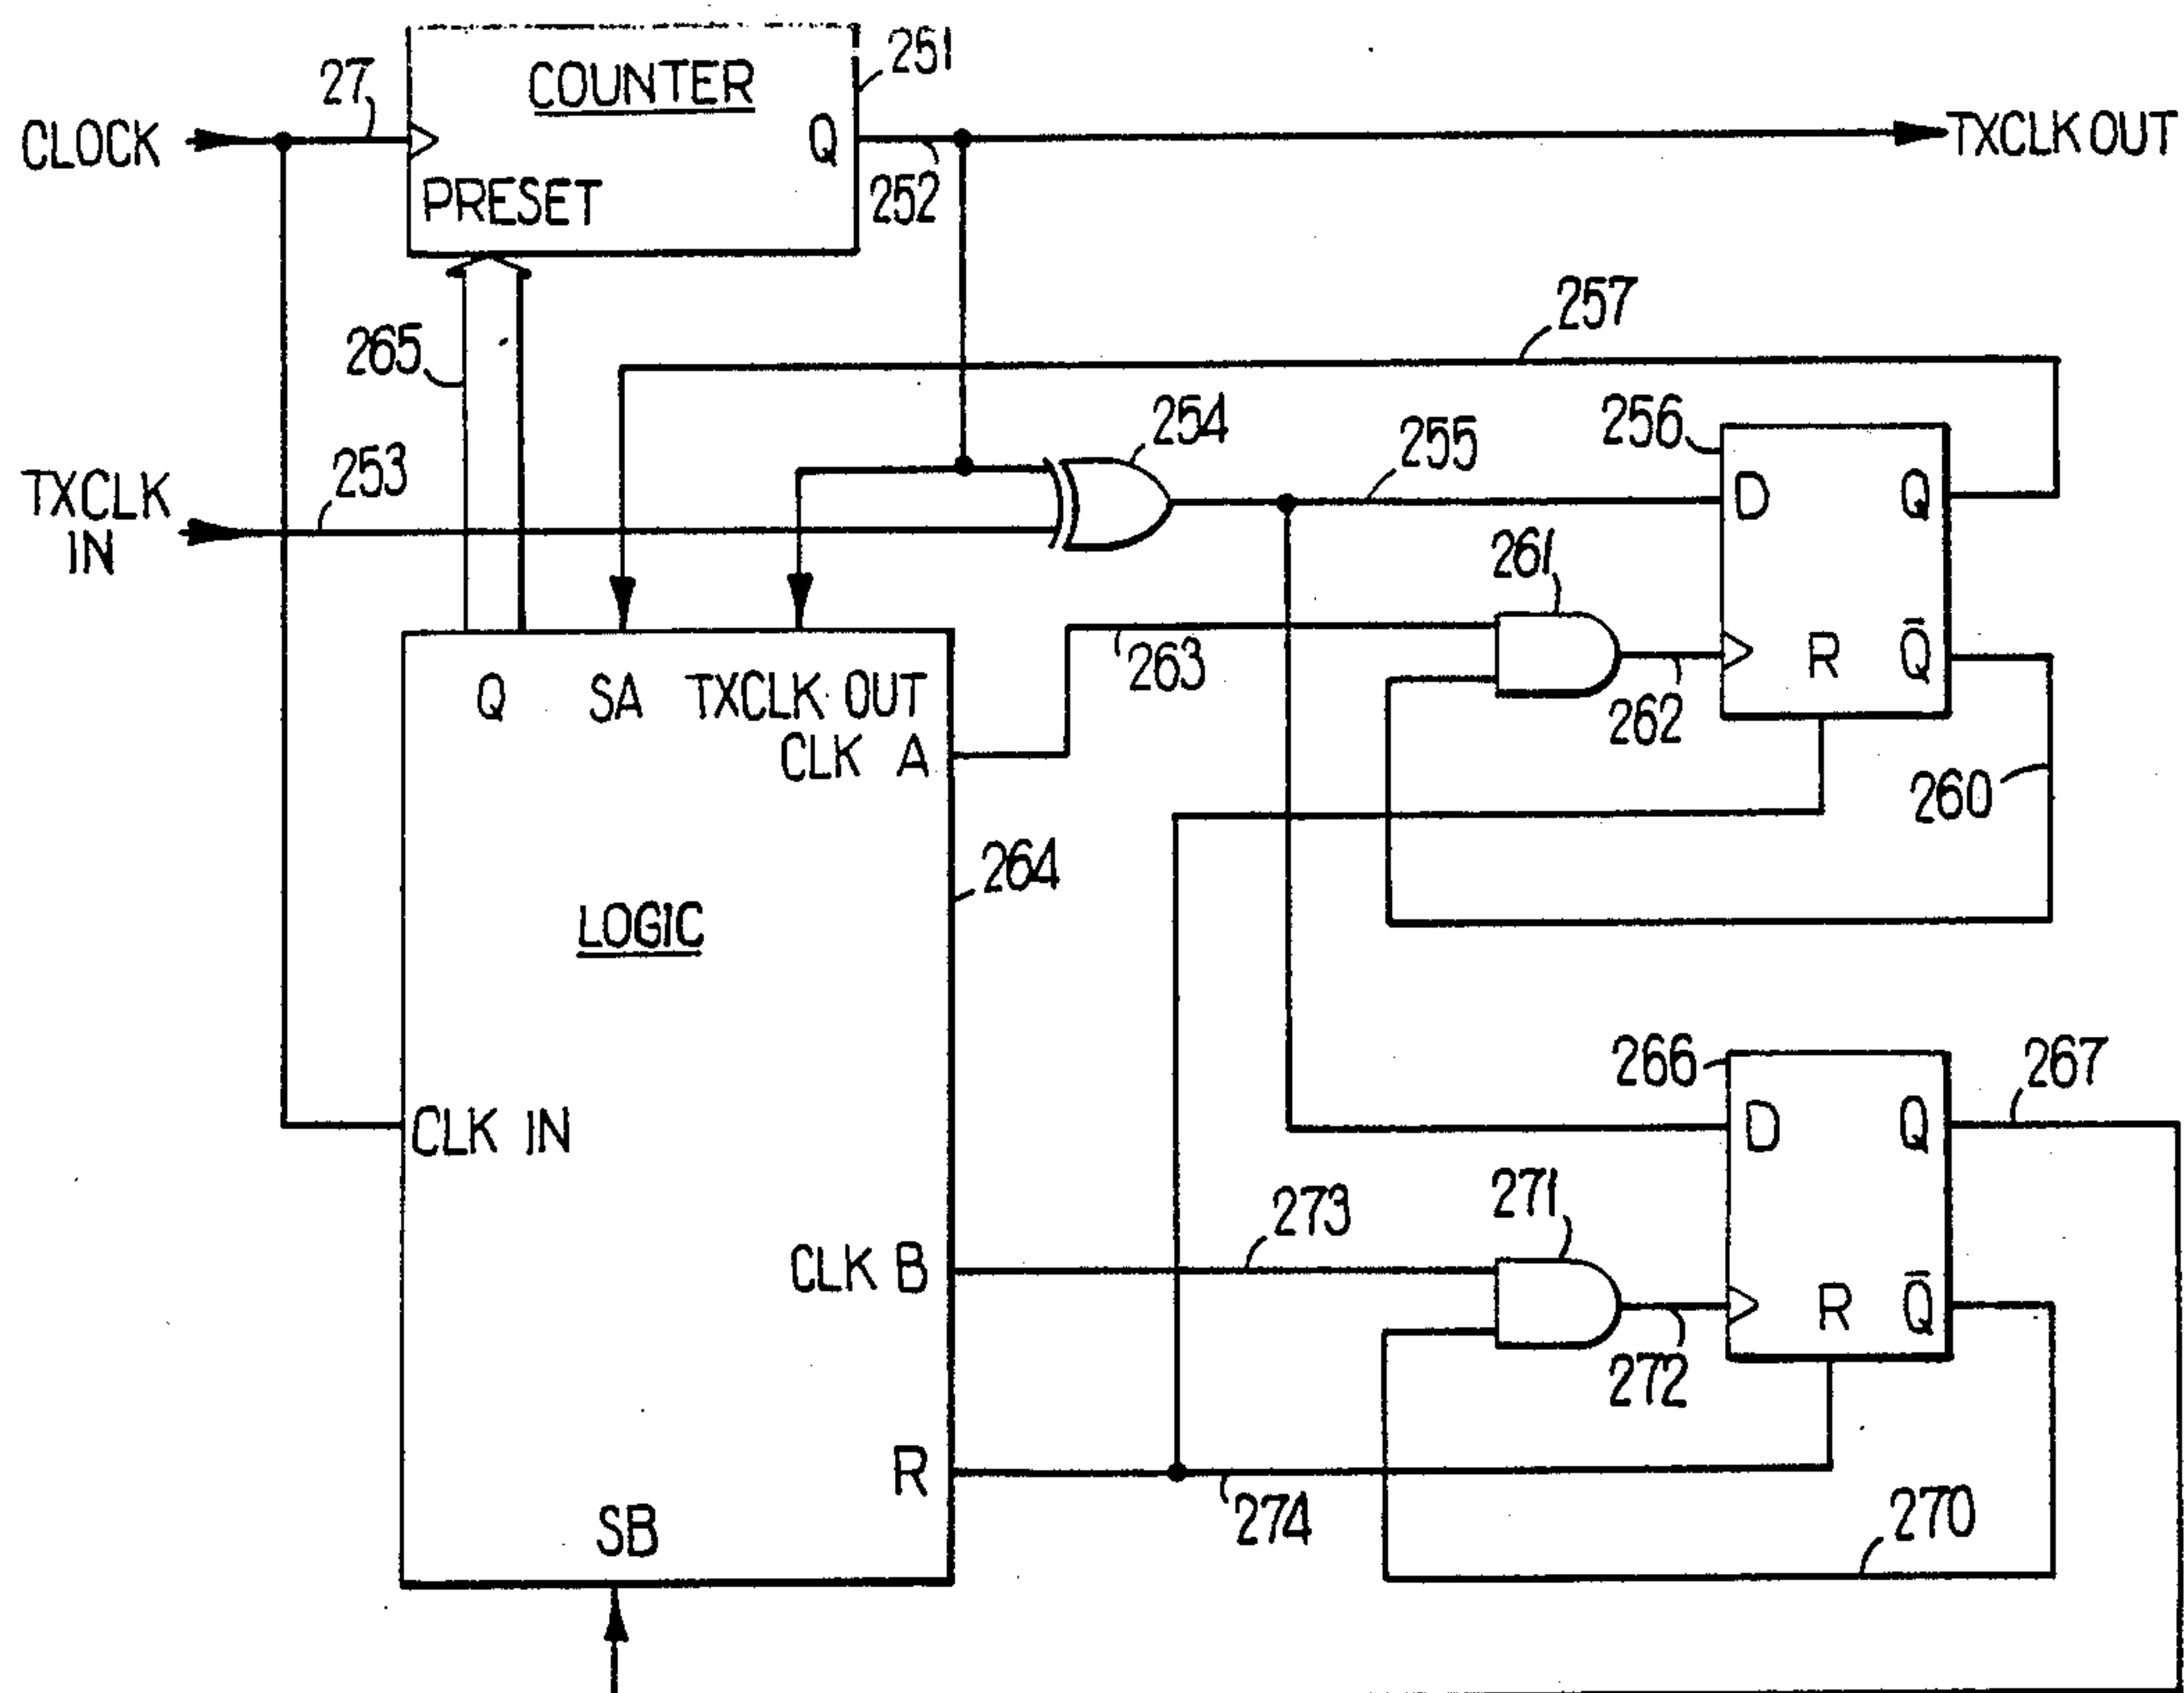 COUNTER
251
27
CLOCK
Q
TXCLK OUT
PRESET
252
257
265
254
256
255
253
TXCLK
IN
D
Q
261
263
262
R
Q̄
Q
SA
TXCLK OUT
CLK A
260
264
LOGIC
266
267
CLK IN
D
Q
273
271
CLK B
R
Q̄
272
R
274
270
SB